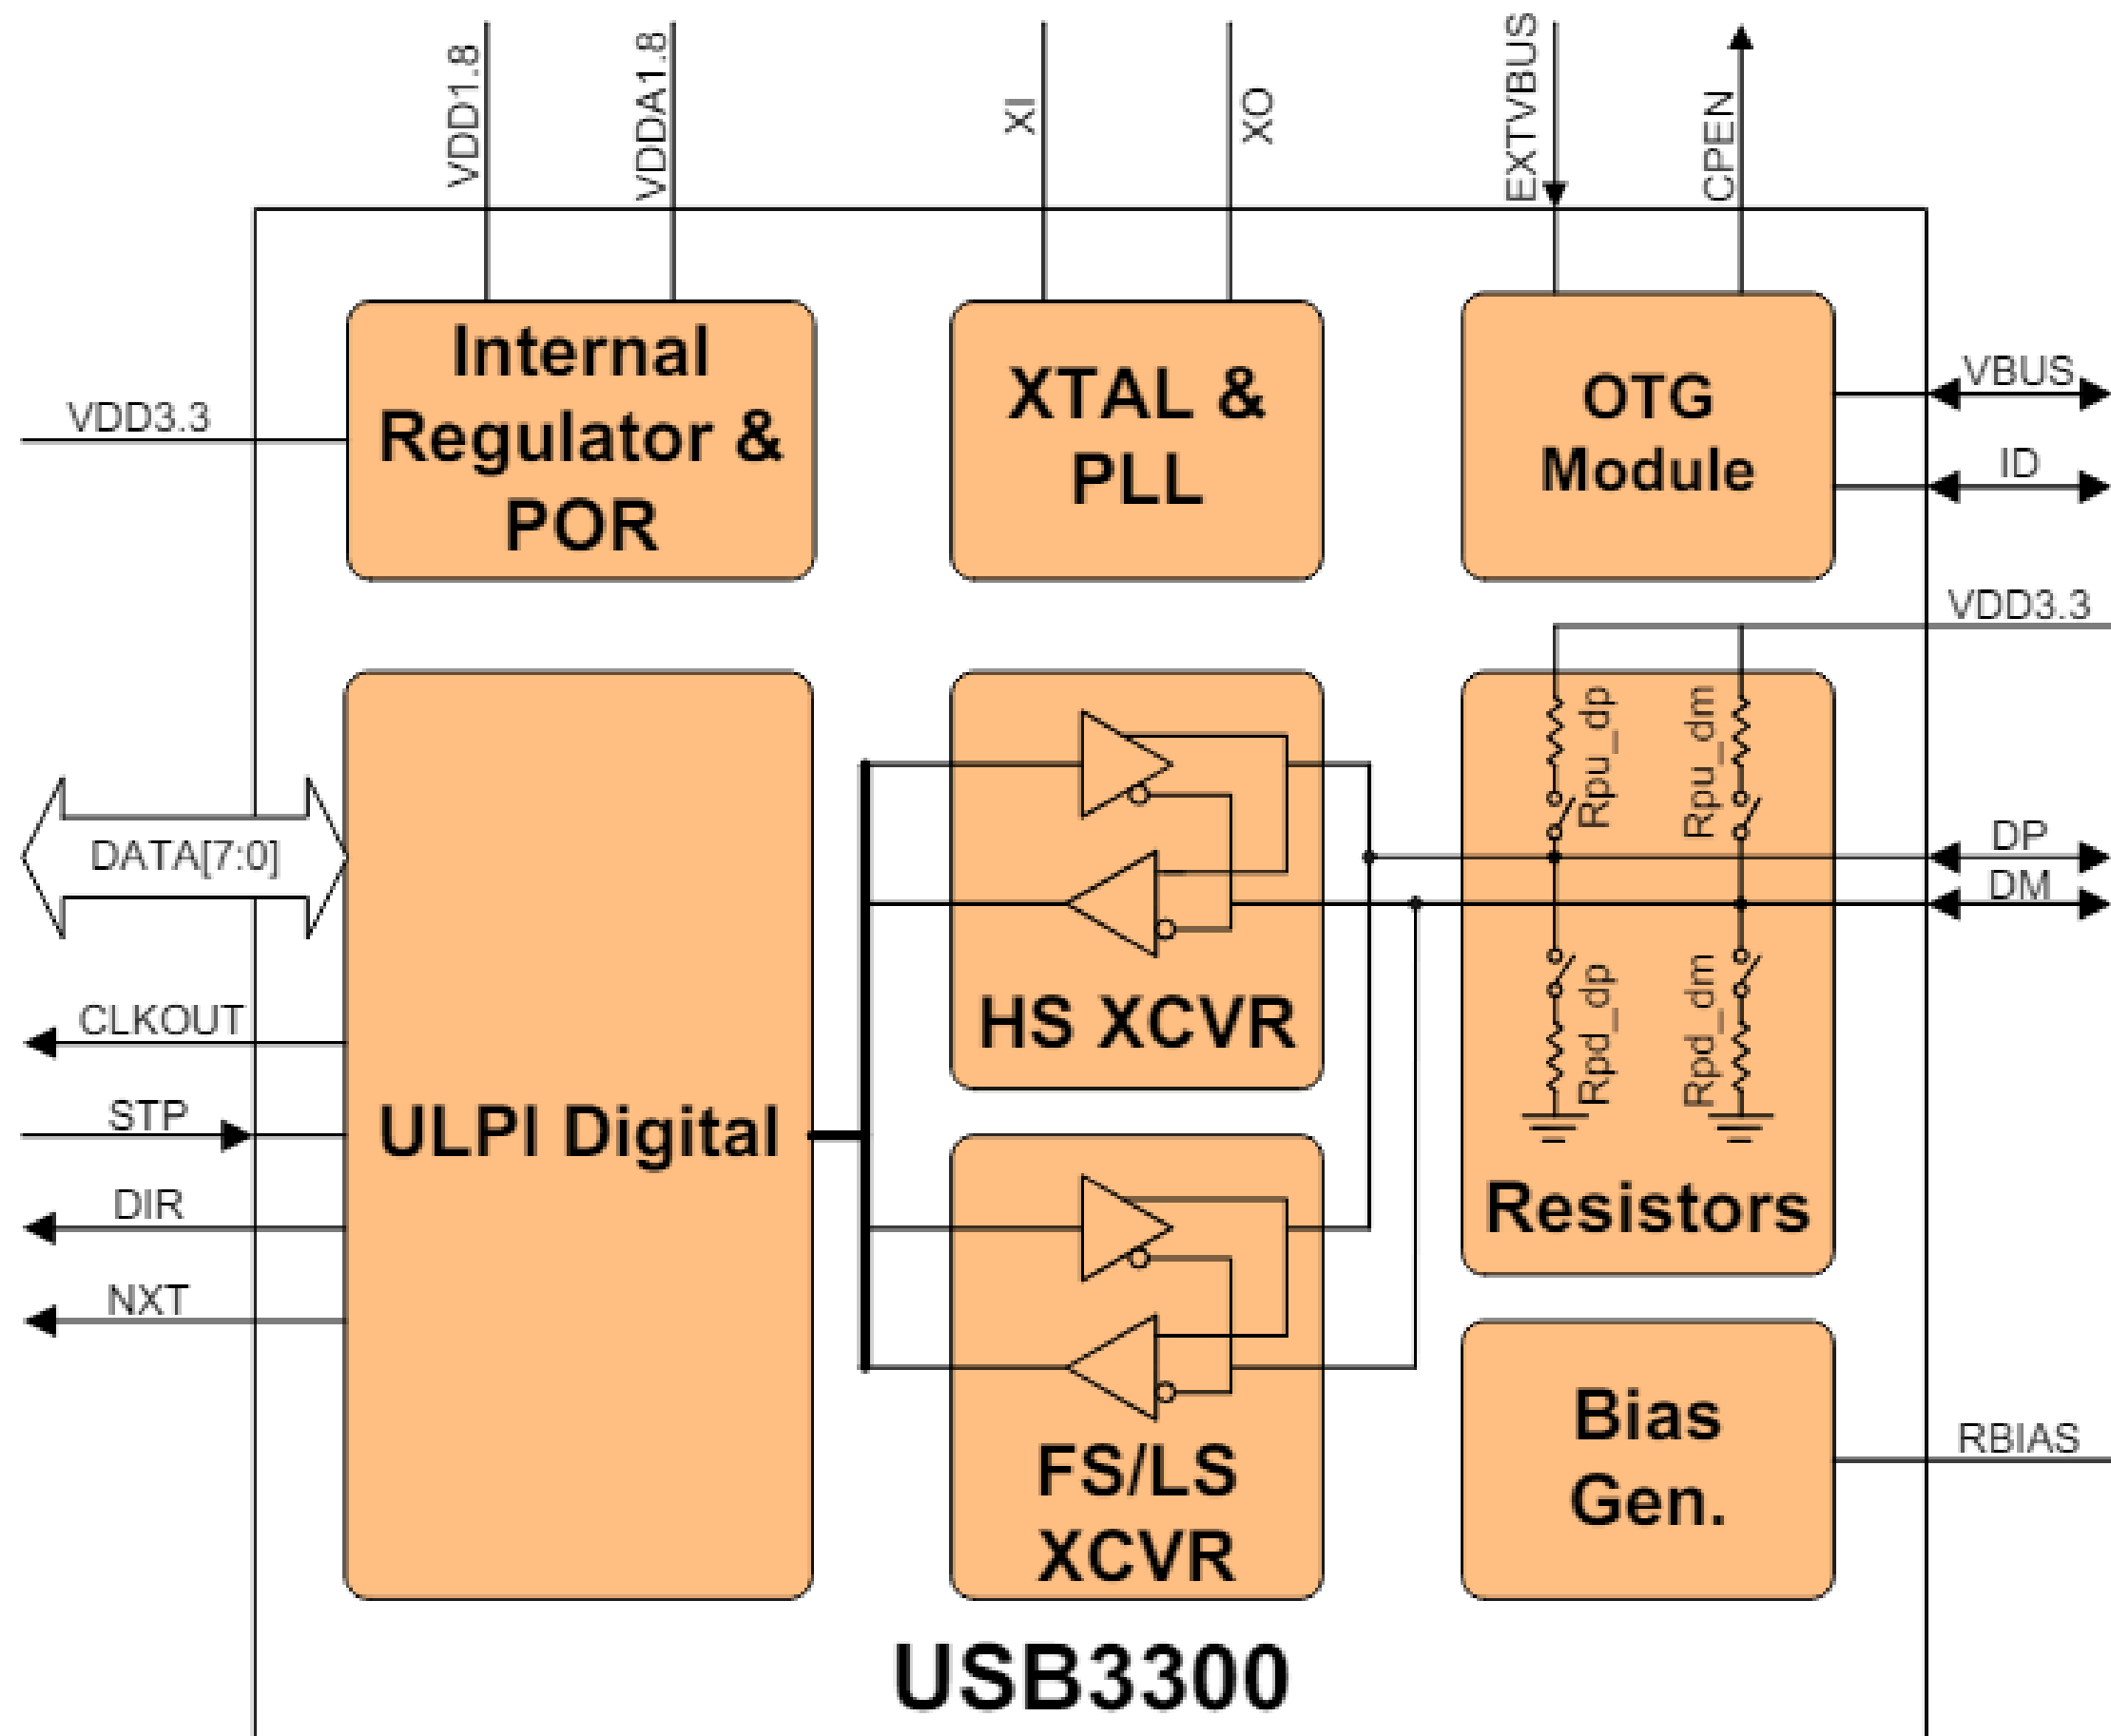 VDD1.8
VDDA1.8
XI
XO
EXTVBUS
CPEN
Internal
Regulator &
POR
XTAL &
PLL
OTG
Module
VDD3.3
VBUS
ID
VDD3.3
Rpu_dp
Rpu_dm
DATA[7:0]
DP
DM
HS XCVR
Rpd_dp
Rpd_dm
CLKOUT
STP
DIR
NXT
ULPI Digital
Resistors
FS/LS
XCVR
Bias
Gen.
RBIAS
USB3300